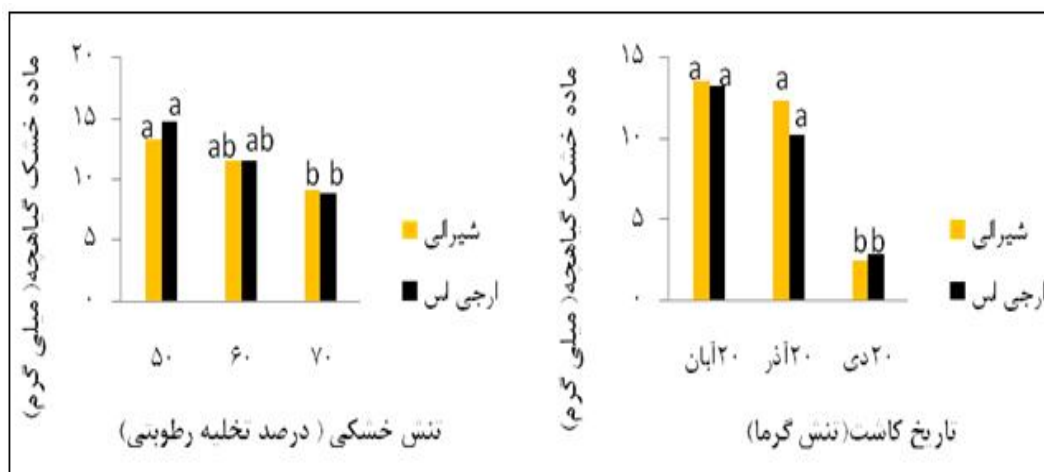 ماده خشک گیاهچه( میلی گرم)
۲۰
۱۵
۱۰
۵
۰
a a
ab ab
b b
۵۰ ۶۰ ۷۰
تنش خشکی ( درصد تخلیه رطوبتی)
شیرالی
ارجی لس
ماده خشک گیاهچه( میلی گرم)
۱۵
۱۰
۵
۰
a a
a a
b b
۲۰آبان ۲۰آذر ۲۰دی
تاریخ کاشت(تنش گرما)
شیرالی
ارجی لس